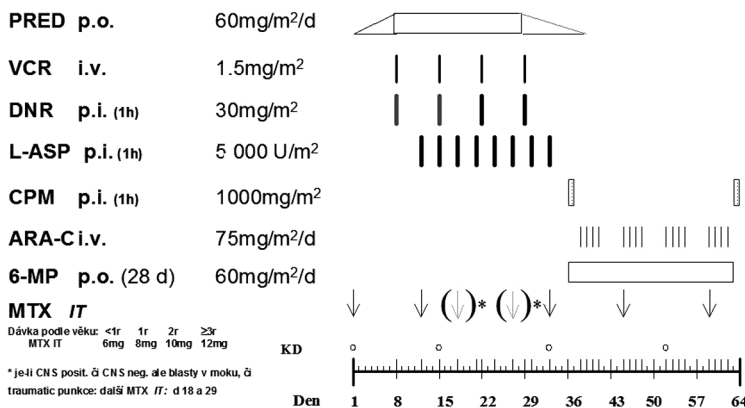 PRED p.o. 60mg/m²/d
VCR i.v. 1.5mg/m²
DNR p.i. (1h) 30mg/m²
L-ASP p.i. (1h) 5 000 U/m²
CPM p.i. (1h) 1000mg/m²
ARA-C i.v. 75mg/m²/d
6-MP p.o. (28 d) 60mg/m²/d
MTX IT ( )* ( )*
Dávka podle věku: <1r 1r 2r ≥3r
MTX IT 6mg 8mg 10mg 12mg
KD
* je-li CNS posit. či CNS neg. ale blasty v moku, či
traumatic punkce: další MTX IT: d 18 a 29
Den 1 8 15 22 29 36 43 50 57 64